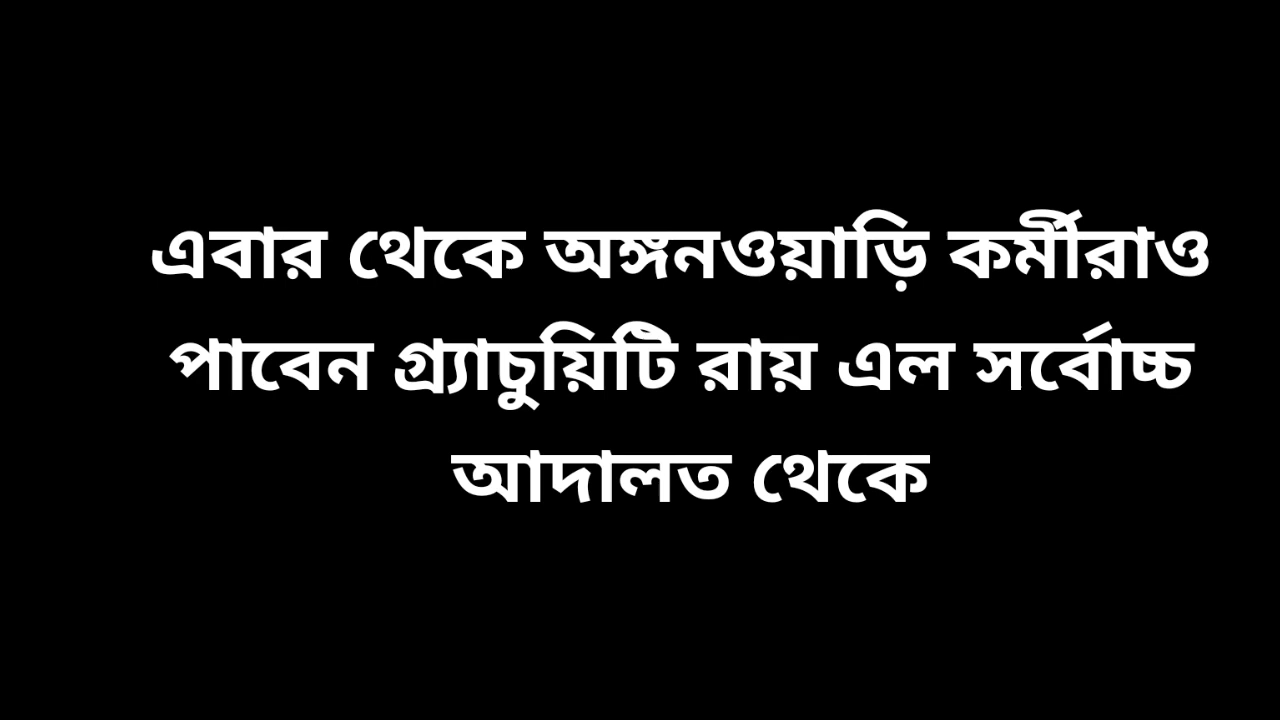 এবার থেকে অঙ্গনওয়াড়ি কর্মীরাও
পাবেন গ্র্যাচুয়িটি রায় এল সর্বোচ্চ
আদালত থেকে